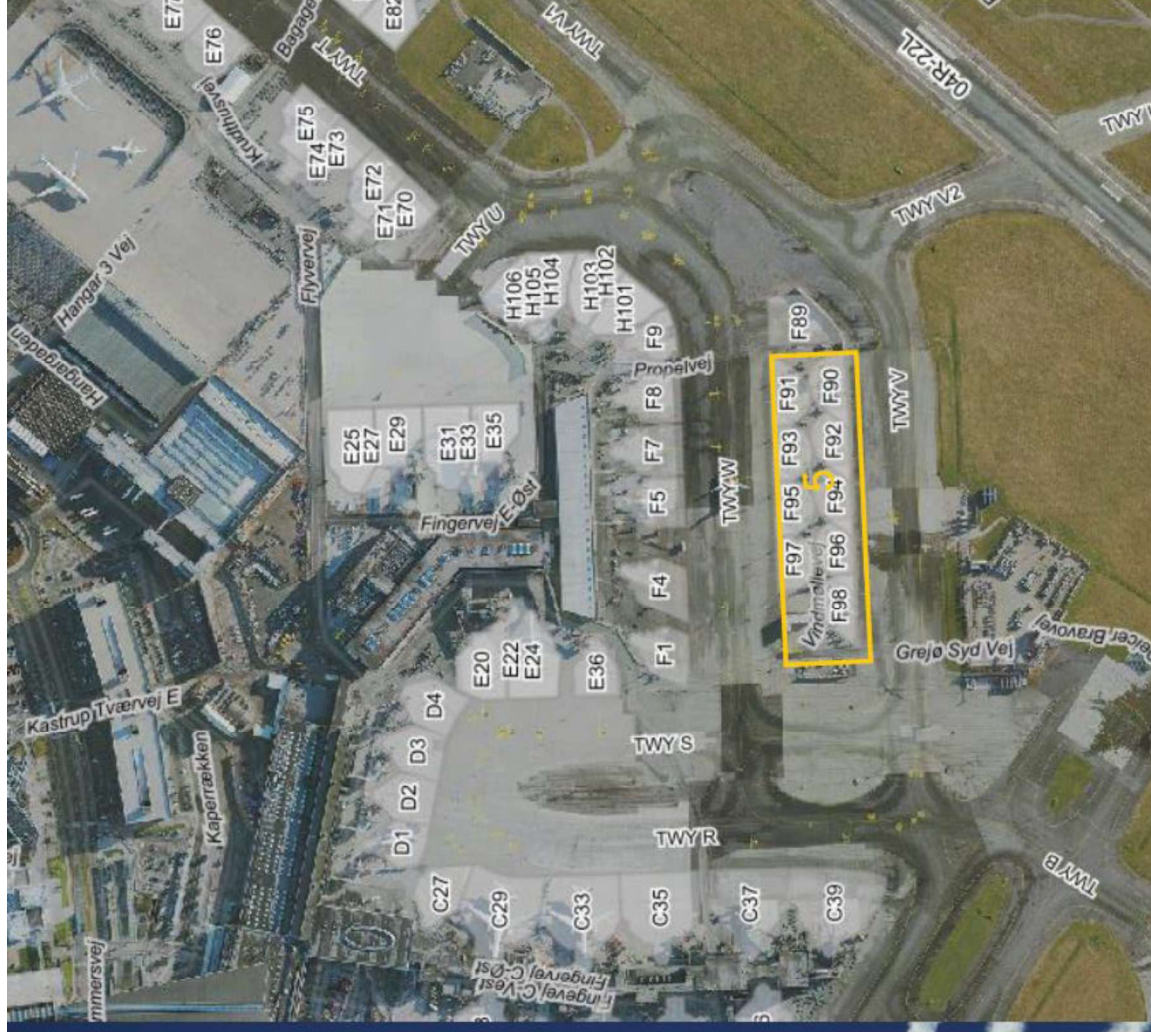 E76
E82
TWY T
TWY V1
04R-22L
Krudthusvej
E75
E74
E73
E72
E71
E70
TWY U
TWY V2
Hangar 3 Vej
Hangargaden
Flyvervej
H106
H105
H104
H103
H102
H101
F9
F89
Propelvej
F8
F91
F90
TWY V
E25
E27
E29
E31
E33
E35
F7
F93
F92
Fingervej E-Øst
F5
TWY W
F95
5
F94
F4
F97
F96
Vindmøllevej
F98
F1
E20
E22
E24
E36
Grejø Syd Vej
Bravovej
Kastrup Tværvej E
D4
D3
D2
D1
TWY S
Kaperrækken
TWY R
TWY B
C27
C29
C33
C35
C37
C39
Fingervej C-Øst
C-Vest